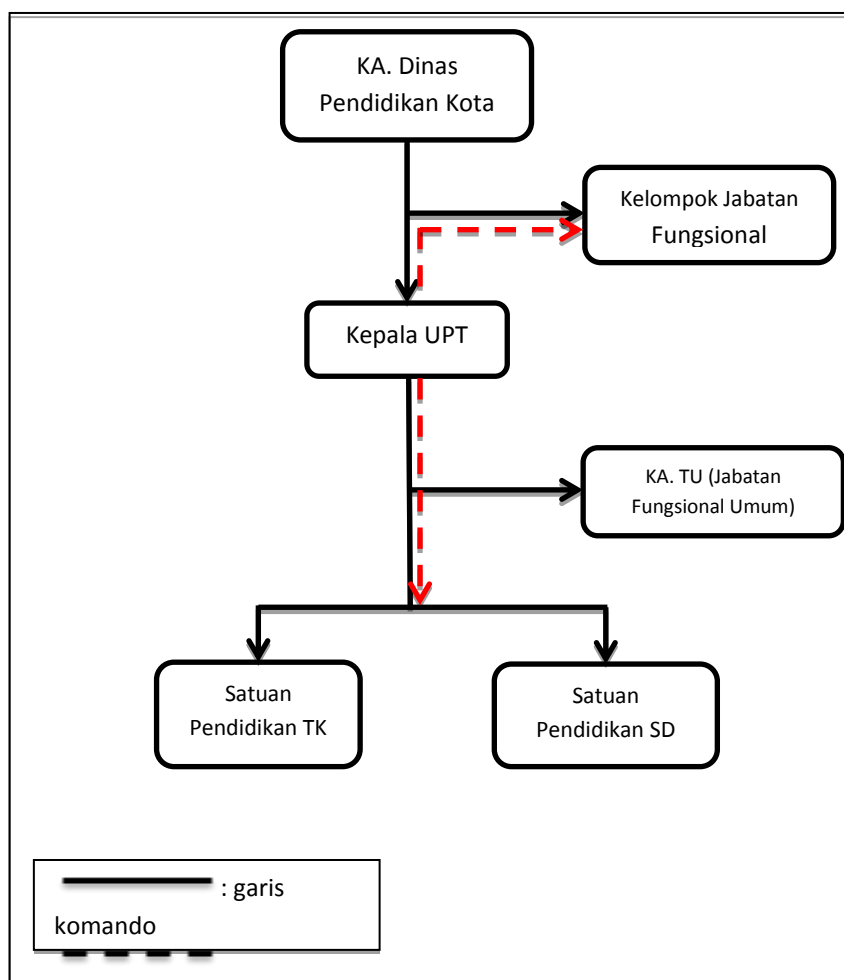 KA. Dinas
Pendidikan Kota
Kelompok Jabatan
Fungsional
Kepala UPT
KA. TU (Jabatan
Fungsional Umum)
Satuan
Pendidikan TK
Satuan
Pendidikan SD
: garis
komando